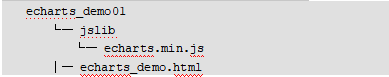 echarts_demo01
└─ jslib
└─ echarts.min.js
|─ echarts_demo.html